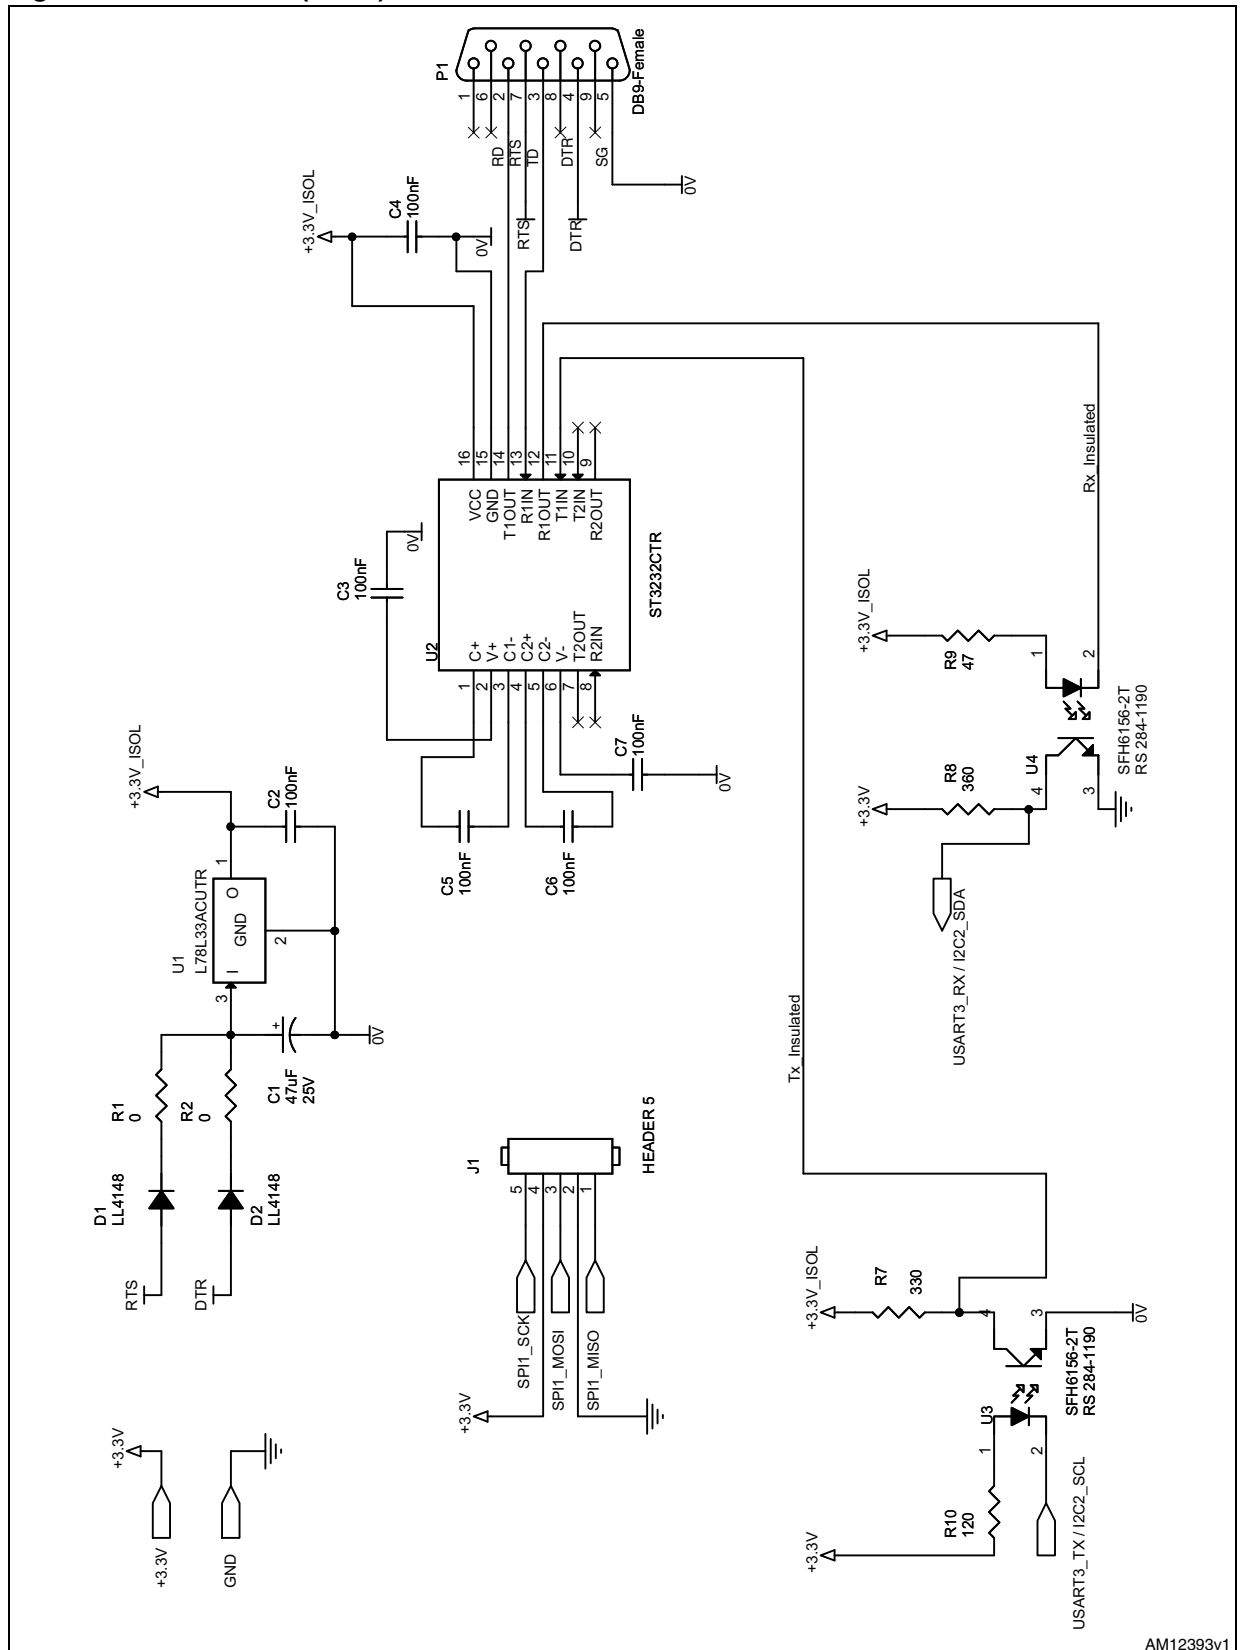 P1
DB9-Female
1
6
2
7
3
8
4
9
5
RD
RTS
TD
DTR
SG
0V
RTS
DTR
+3.3V_ISOL
C4
100nF
0V
16
15
14
13
12
11
10
9
VCC
GND
T1OUT
R1IN
R1OUT
T1IN
T2IN
R2OUT
ST3232CTR
U2
C+
V+
C1-
C2+
C2-
V-
T2OUT
R2IN
1
2
3
4
5
6
7
8
C3
100nF
0V
C5
100nF
C6
100nF
C7
100nF
0V
+3.3V_ISOL
C2
100nF
U1
L78L33ACUTR
I
GND
O
1
2
3
0V
C1
47uF
25V
+
R1
0
R2
0
D1
LL4148
D2
LL4148
RTS
DTR
J1
HEADER 5
5
4
3
2
1
SPI1_SCK
SPI1_MOSI
SPI1_MISO
+3.3V
+3.3V
+3.3V
GND
Rx_Insulated
Tx_Insulated
+3.3V_ISOL
R9
47
1
2
SFH6156-2T
RS 284-1190
U4
4
3
+3.3V
R8
360
USART3_RX / I2C2_SDA
+3.3V_ISOL
R7
330
4
3
0V
SFH6156-2T
RS 284-1190
U3
1
2
R10
120
+3.3V
USART3_TX / I2C2_SCL
AM12393v1